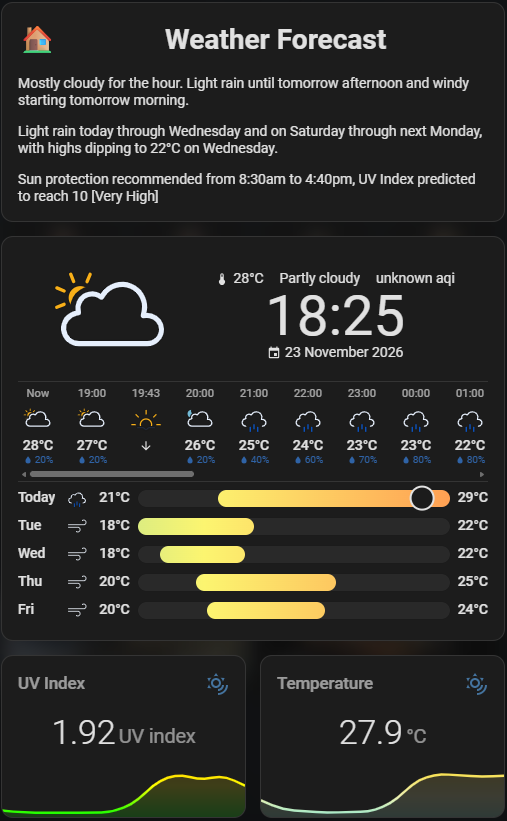 Weather Forecast
Mostly cloudy for the hour. Light rain until tomorrow afternoon and windy
starting tomorrow morning.
Light rain today through Wednesday and on Saturday through next Monday,
with highs dipping to 22°C on Wednesday.
Sun protection recommended from 8:30am to 4:40pm, UV Index predicted
to reach 10 [Very High]
28°C Partly cloudy unknown aqi
18:25
23 November 2026
Now 19:00 19:43 20:00 21:00 22:00 23:00 00:00 01:00
28°C 27°C ↓ 26°C 25°C 24°C 23°C 23°C 22°C
20% 20% 20% 40% 60% 70% 80% 80%
Today 21°C 29°C
Tue 18°C 22°C
Wed 18°C 22°C
Thu 20°C 25°C
Fri 20°C 24°C
UV Index
1.92 UV index
Temperature
27.9 °C